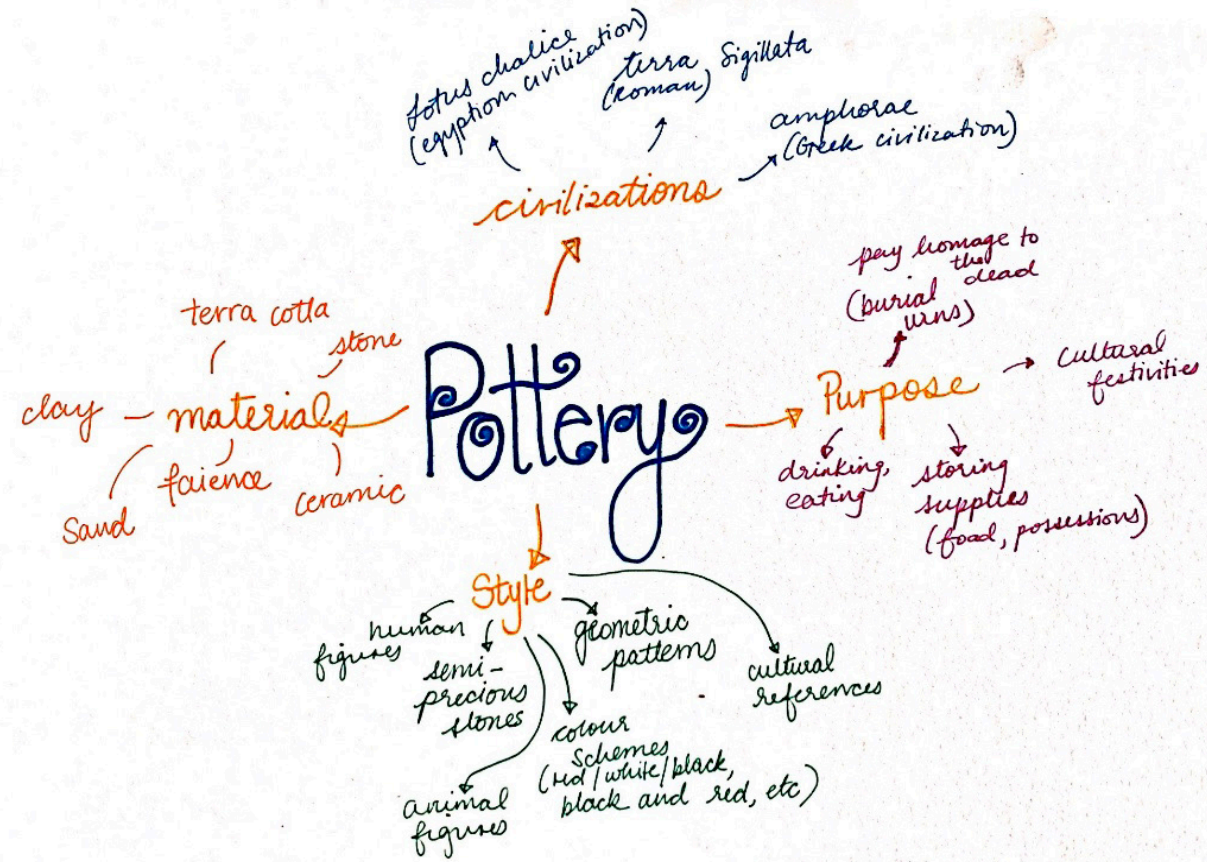 lotus chalice
(egyptiom civilization)
terra Sigillata
(roman)
amphorae
(Greek civilization)
civilizations
pay homage to
the dead
(burial
urns)
terra cotta
stone
clay
materials
Pottery
Purpose
cultural
festivities
faience
ceramic
Sand
drinking,
eating
storing
supplies
(food, possessions)
Style
human
figures
geometric
patterns
semi-
precious
stones
cultural
references
colour
schemes
(red/white/black,
black and red, etc)
animal
figures